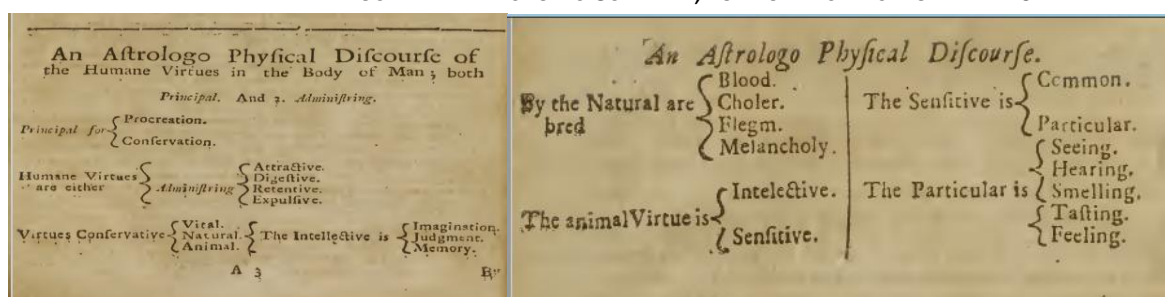 An Aſtrologo Phyſical Diſcourſe of
the Humane Virtues in the Body of Man; both
Principal. And 2. Adminiſtring.
Principal for
Procreation.
Conſervation.
Humane Virtues
are either
Adminiſtring
Attractive.
Digeſtive.
Retentive.
Expulſive.
Virtues Conſervative
Vital.
Natural.
Animal.
The Intellective is
Imagination.
Judgment.
Memory.
A 3
An Aſtrologo Phyſical Diſcourſe.
By the Natural are
bred
Blood.
Choler.
Flegm.
Melancholy.
The animal Virtue is
Intelective.
Senſitive.
The Senſitive is
Common.
Particular.
The Particular is
Seeing.
Hearing,
Smelling,
Taſting.
Feeling.